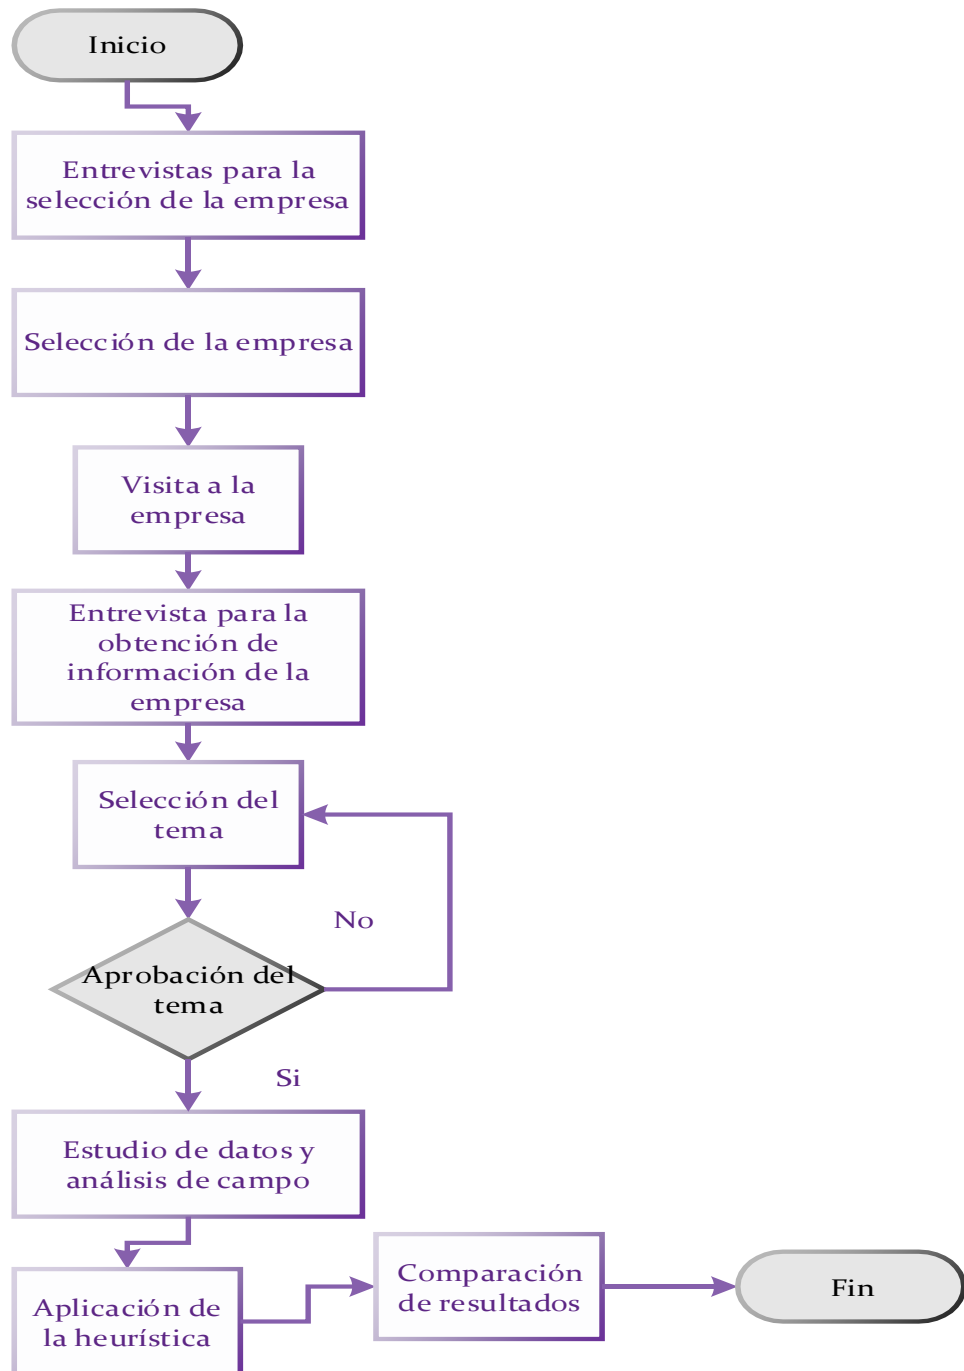 Inicio
Entrevistas para la
selección de la empresa
Selección de la empresa
Visita a la
empresa
Entrevista para la
obtención de
información de la
empresa
Selección del
tema
No
Aprobación del
tema
Si
Estudio de datos y
análisis de campo
Aplicación de
la heurística
Comparación
de resultados
Fin